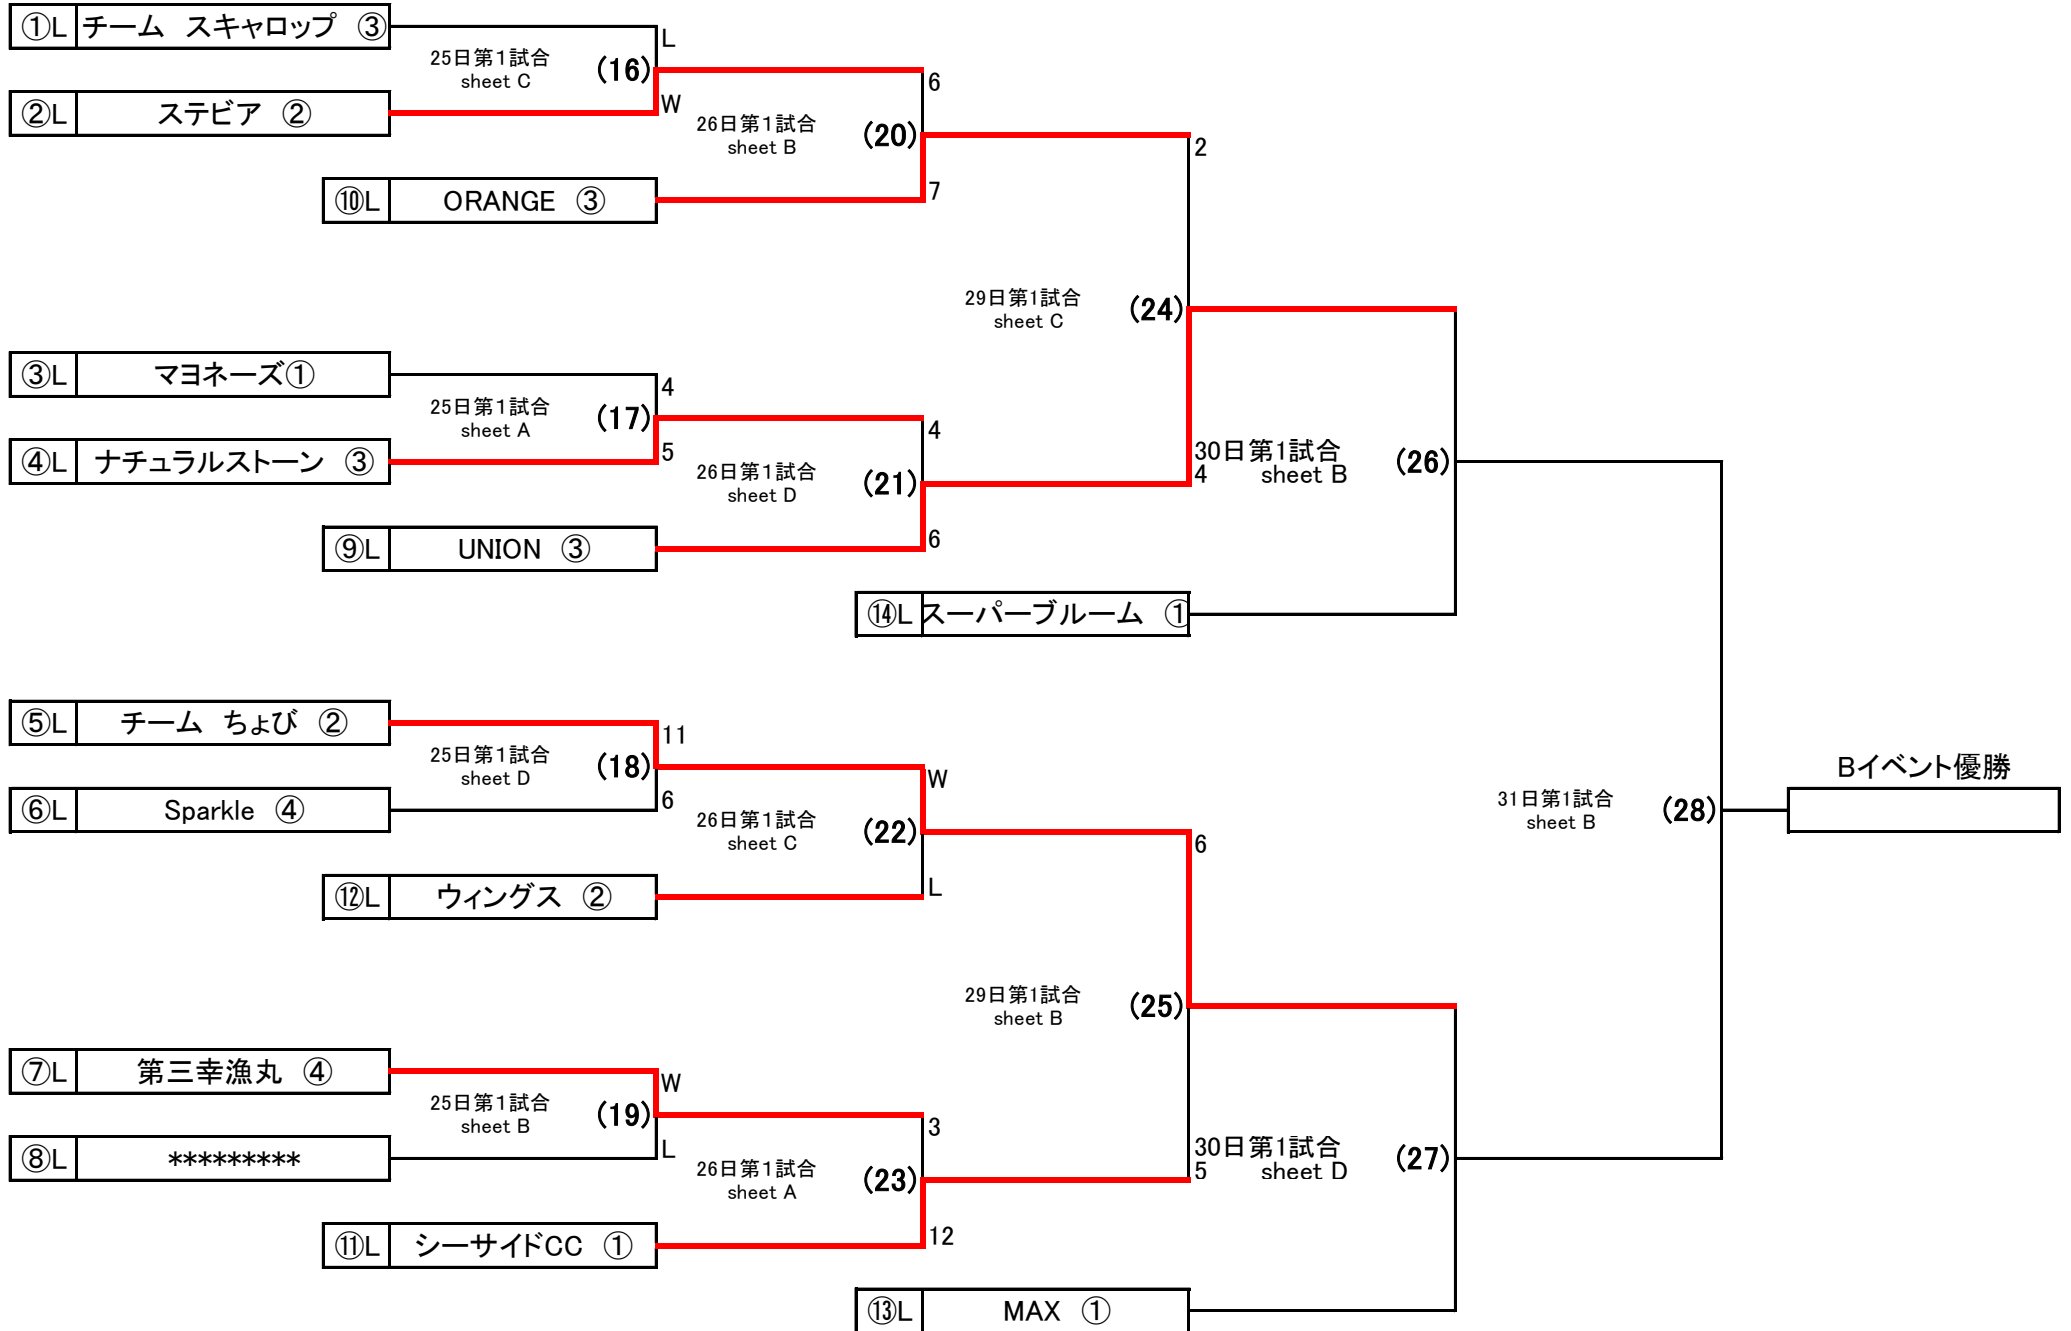 ①L チーム スキャロップ ③
L
25日第1試合
sheet C
(16)
②L ステビア ②
W
6
26日第1試合
sheet B
(20)
2
⑩L ORANGE ③
7
29日第1試合
sheet C
(24)
③L マヨネーズ①
4
25日第1試合
sheet A
(17)
④L ナチュラルストーン ③
5
4
26日第1試合
sheet D
(21)
30日第1試合
4 sheet B
(26)
⑨L UNION ③
6
⑭L スーパーブルーム ①
⑤L チーム ちょび ②
11
25日第1試合
sheet D
(18)
⑥L Sparkle ④
6
W
26日第1試合
sheet C
(22)
6
⑫L ウィングス ②
L
Bイベント優勝
31日第1試合
sheet B
(28)
29日第1試合
sheet B
(25)
⑦L 第三幸漁丸 ④
W
25日第1試合
sheet B
(19)
⑧L *********
L
3
26日第1試合
sheet A
(23)
30日第1試合
5 sheet D
(27)
⑪L シーサイドCC ①
12
⑬L MAX ①